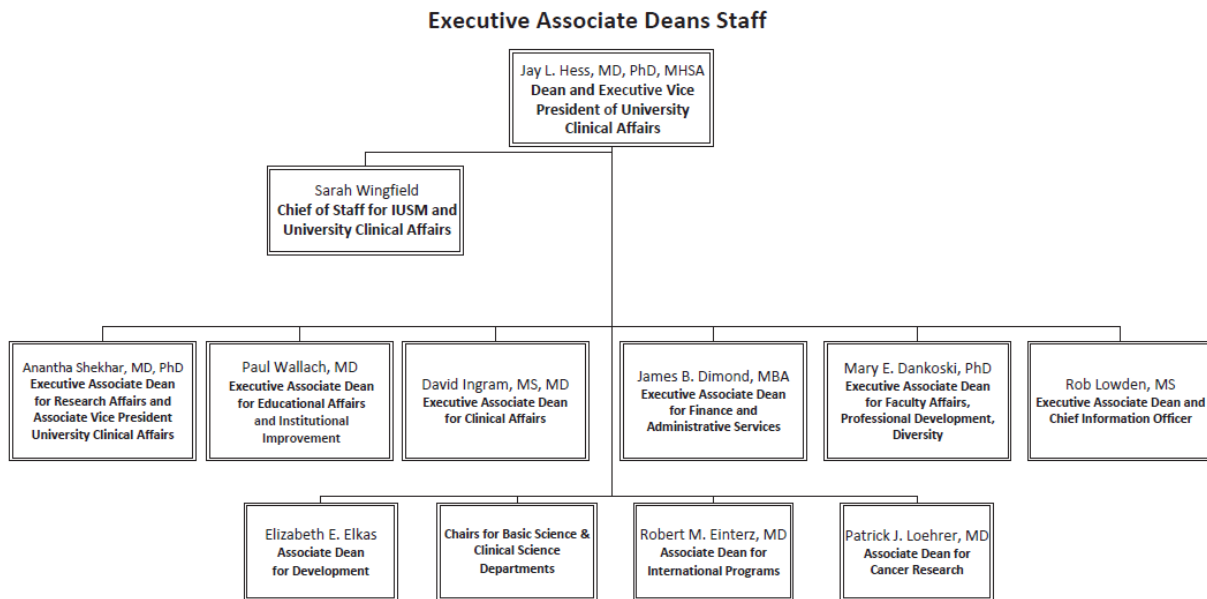 Executive Associate Deans Staff
Jay L. Hess, MD, PhD, MHSA
Dean and Executive Vice
President of University
Clinical Affairs
Sarah Wingfield
Chief of Staff for IUSM and
University Clinical Affairs
Anantha Shekhar, MD, PhD
Executive Associate Dean
for Research Affairs and
Associate Vice President
University Clinical Affairs
Paul Wallach, MD
Executive Associate Dean
for Educational Affairs
and Institutional
Improvement
David Ingram, MS, MD
Executive Associate Dean
for Clinical Affairs
James B. Dimond, MBA
Executive Associate Dean
for Finance and
Administrative Services
Mary E. Dankoski, PhD
Executive Associate Dean
for Faculty Affairs,
Professional Development,
Diversity
Rob Lowden, MS
Executive Associate Dean and
Chief Information Officer
Elizabeth E. Elkas
Associate Dean
for Development
Chairs for Basic Science &
Clinical Science
Departments
Robert M. Einterz, MD
Associate Dean for
International Programs
Patrick J. Loehrer, MD
Associate Dean for
Cancer Research